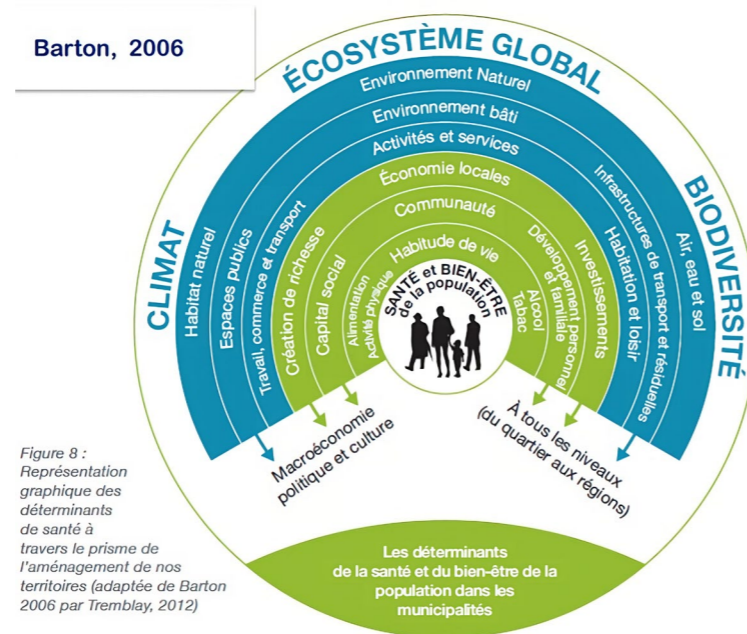 Barton, 2006
ÉCOSYSTÈME GLOBAL
CLIMAT
BIODIVERSITÉ
Environnement Naturel
Habitat naturel
Air, eau et sol
Environnement bâti
Espaces publics
Infrastructures de transport et résiduelles
Activités et services
Travail, commerce et transport
Habitation et loisir
Économie locales
Création de richesse
Investissements
Communauté
Capital social
Développement personnel
et familiale
Habitude de vie
Alimentation
Activité physique
Alcool
Tabac
SANTÉ et BIEN-ÊTRE
de la population
Macroéconomie
politique et culture
À tous les niveaux
(du quartier aux régions)
Figure 8 :
Représentation
graphique des
déterminants
de santé à
travers le prisme de
l'aménagement de nos
territoires (adaptée de Barton
2006 par Tremblay, 2012)
Les déterminants
de la santé et du bien-être de la
population dans les
municipalités